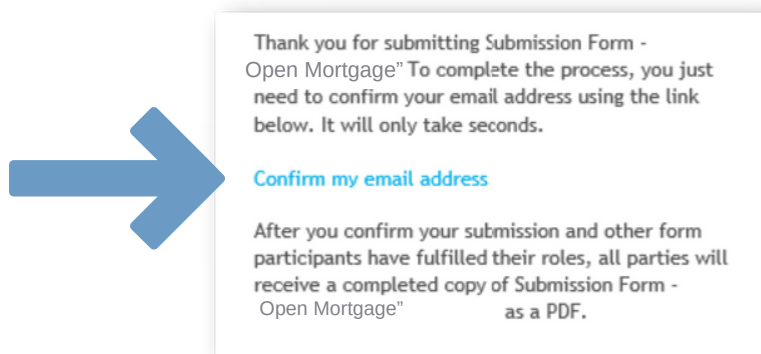 Thank you for submitting Submission Form -
Open Mortgage” To complete the process, you just
need to confirm your email address using the link
below. It will only take seconds.
Confirm my email address
After you confirm your submission and other form
participants have fulfilled their roles, all parties will
receive a completed copy of Submission Form -
Open Mortgage” as a PDF.